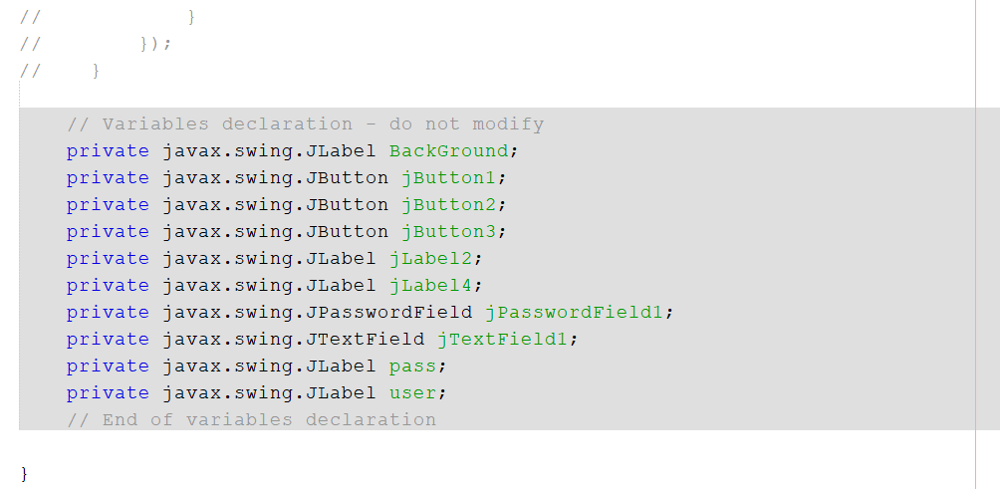 //             }
//         });
//     }
    // Variables declaration - do not modify
    private javax.swing.JLabel BackGround;
    private javax.swing.JButton jButton1;
    private javax.swing.JButton jButton2;
    private javax.swing.JButton jButton3;
    private javax.swing.JLabel jLabel2;
    private javax.swing.JLabel jLabel4;
    private javax.swing.JPasswordField jPasswordField1;
    private javax.swing.JTextField jTextField1;
    private javax.swing.JLabel pass;
    private javax.swing.JLabel user;
    // End of variables declaration
}